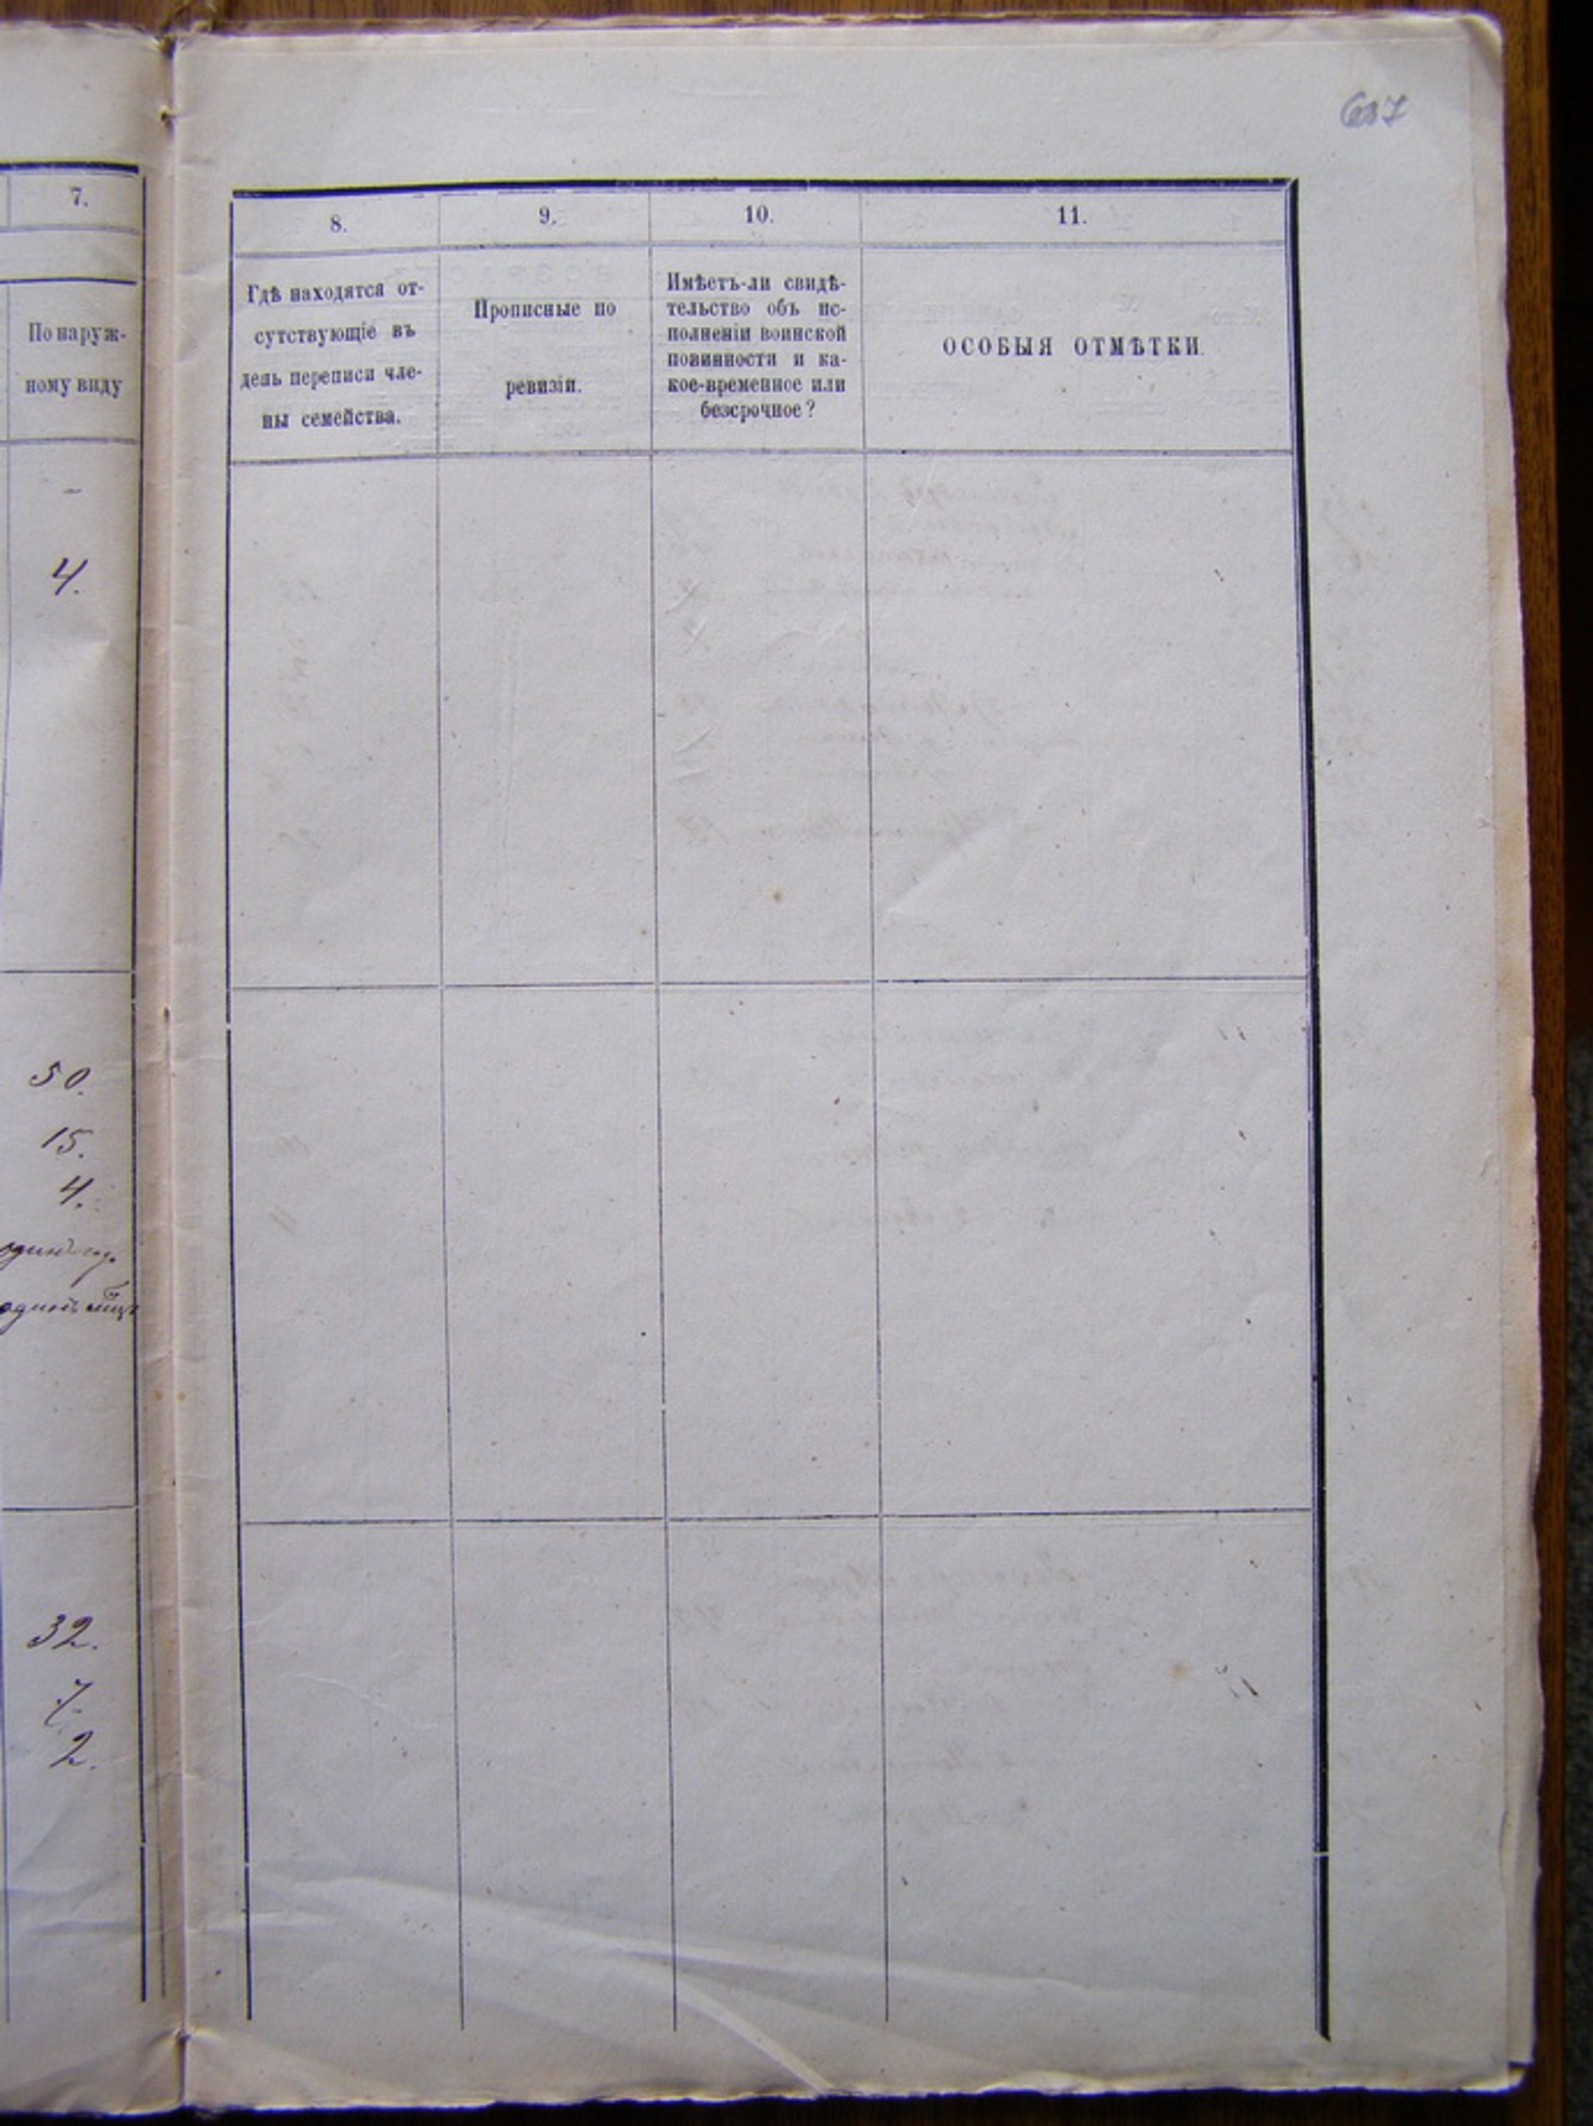 637
7.
По наруж-
ному виду
-
4.
50.
15.
4.
32.
7.
2.
8.
9.
10.
11.
Гдѣ находятся от-
сутствующіе въ
день переписи чле-
ны семейства.
Прописные по
ревизіи.
Имѣетъ-ли свидѣ-
тельство объ ис-
полненіи воинской
повинности и ка-
кое-временное или
безсрочное?
ОСОБЫЯ ОТМѢТКИ.